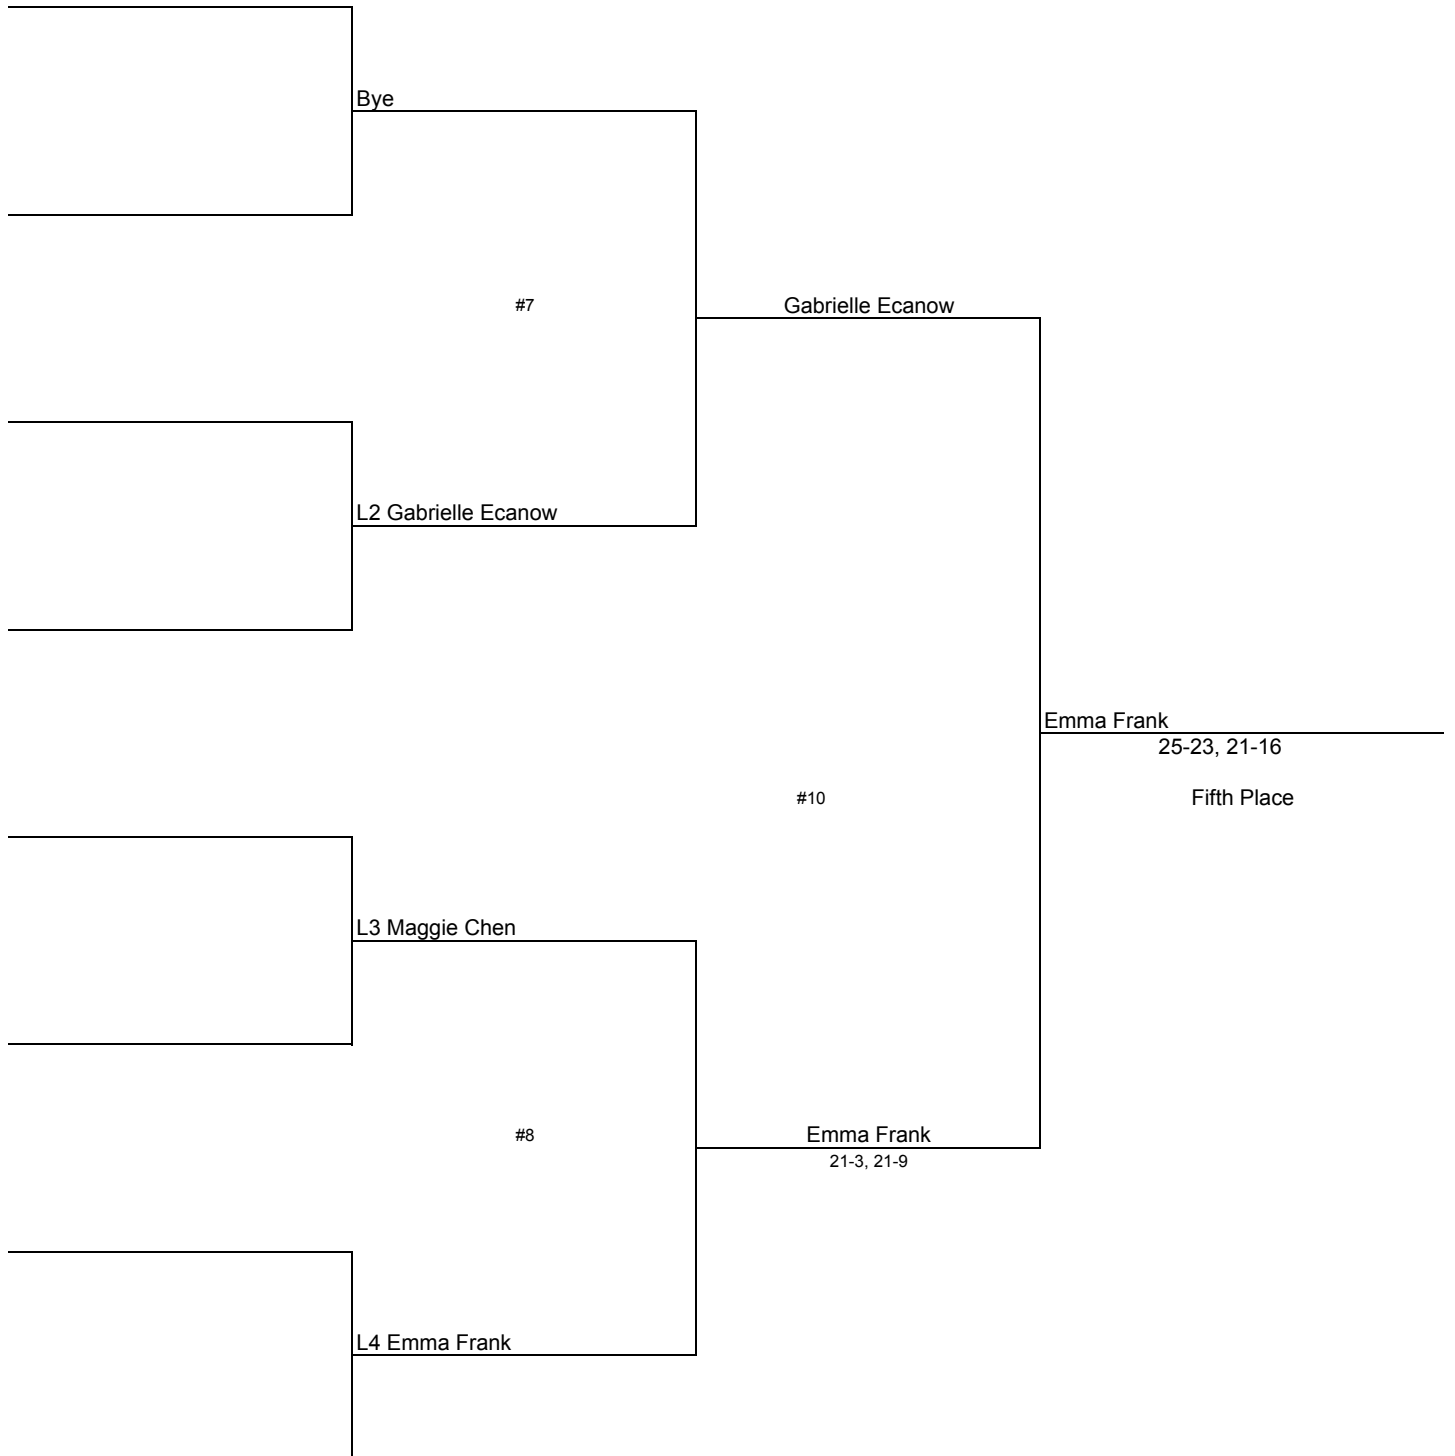 Bye
#7
Gabrielle Ecanow
L2 Gabrielle Ecanow
Emma Frank
25-23, 21-16
#10
Fifth Place
L3 Maggie Chen
#8
Emma Frank
21-3, 21-9
L4 Emma Frank